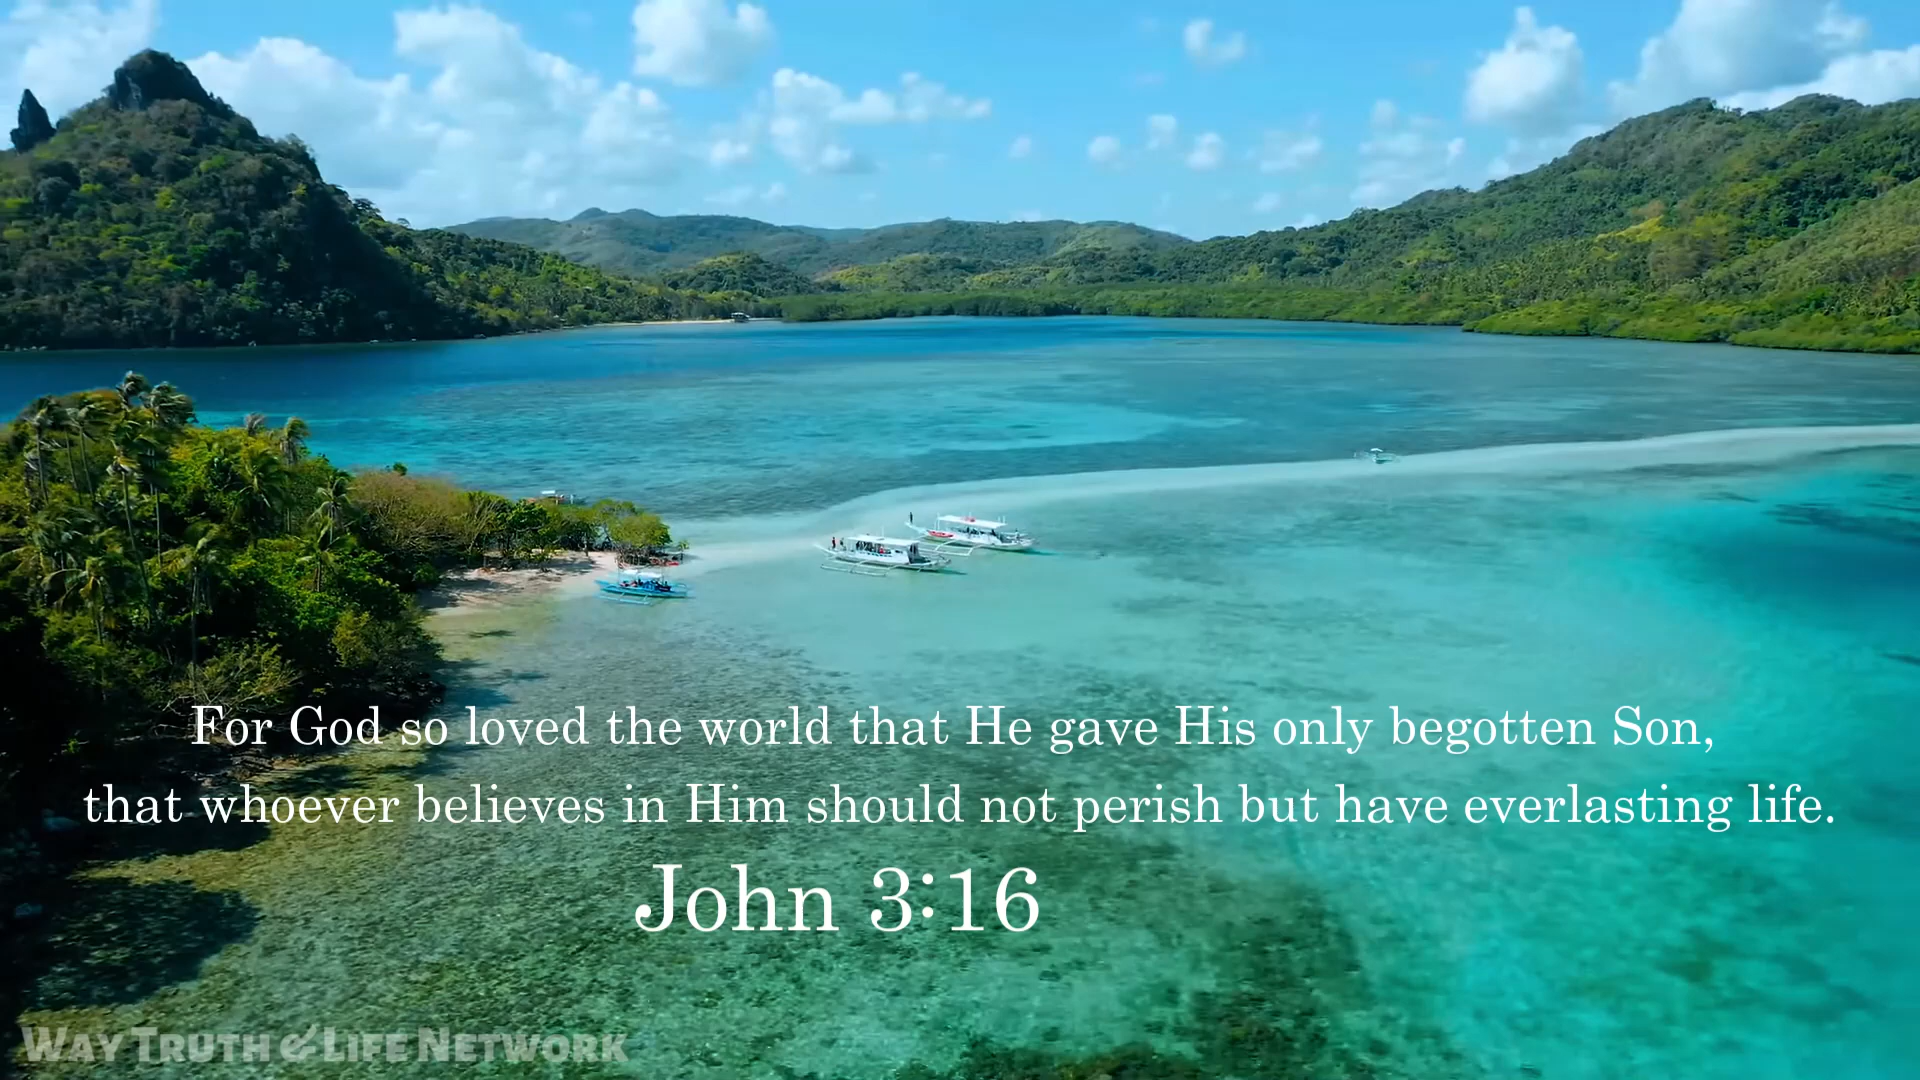 For God so loved the world that He gave His only begotten Son,
that whoever believes in Him should not perish but have everlasting life.
John 3:16
WAY TRUTH & LIFE NETWORK